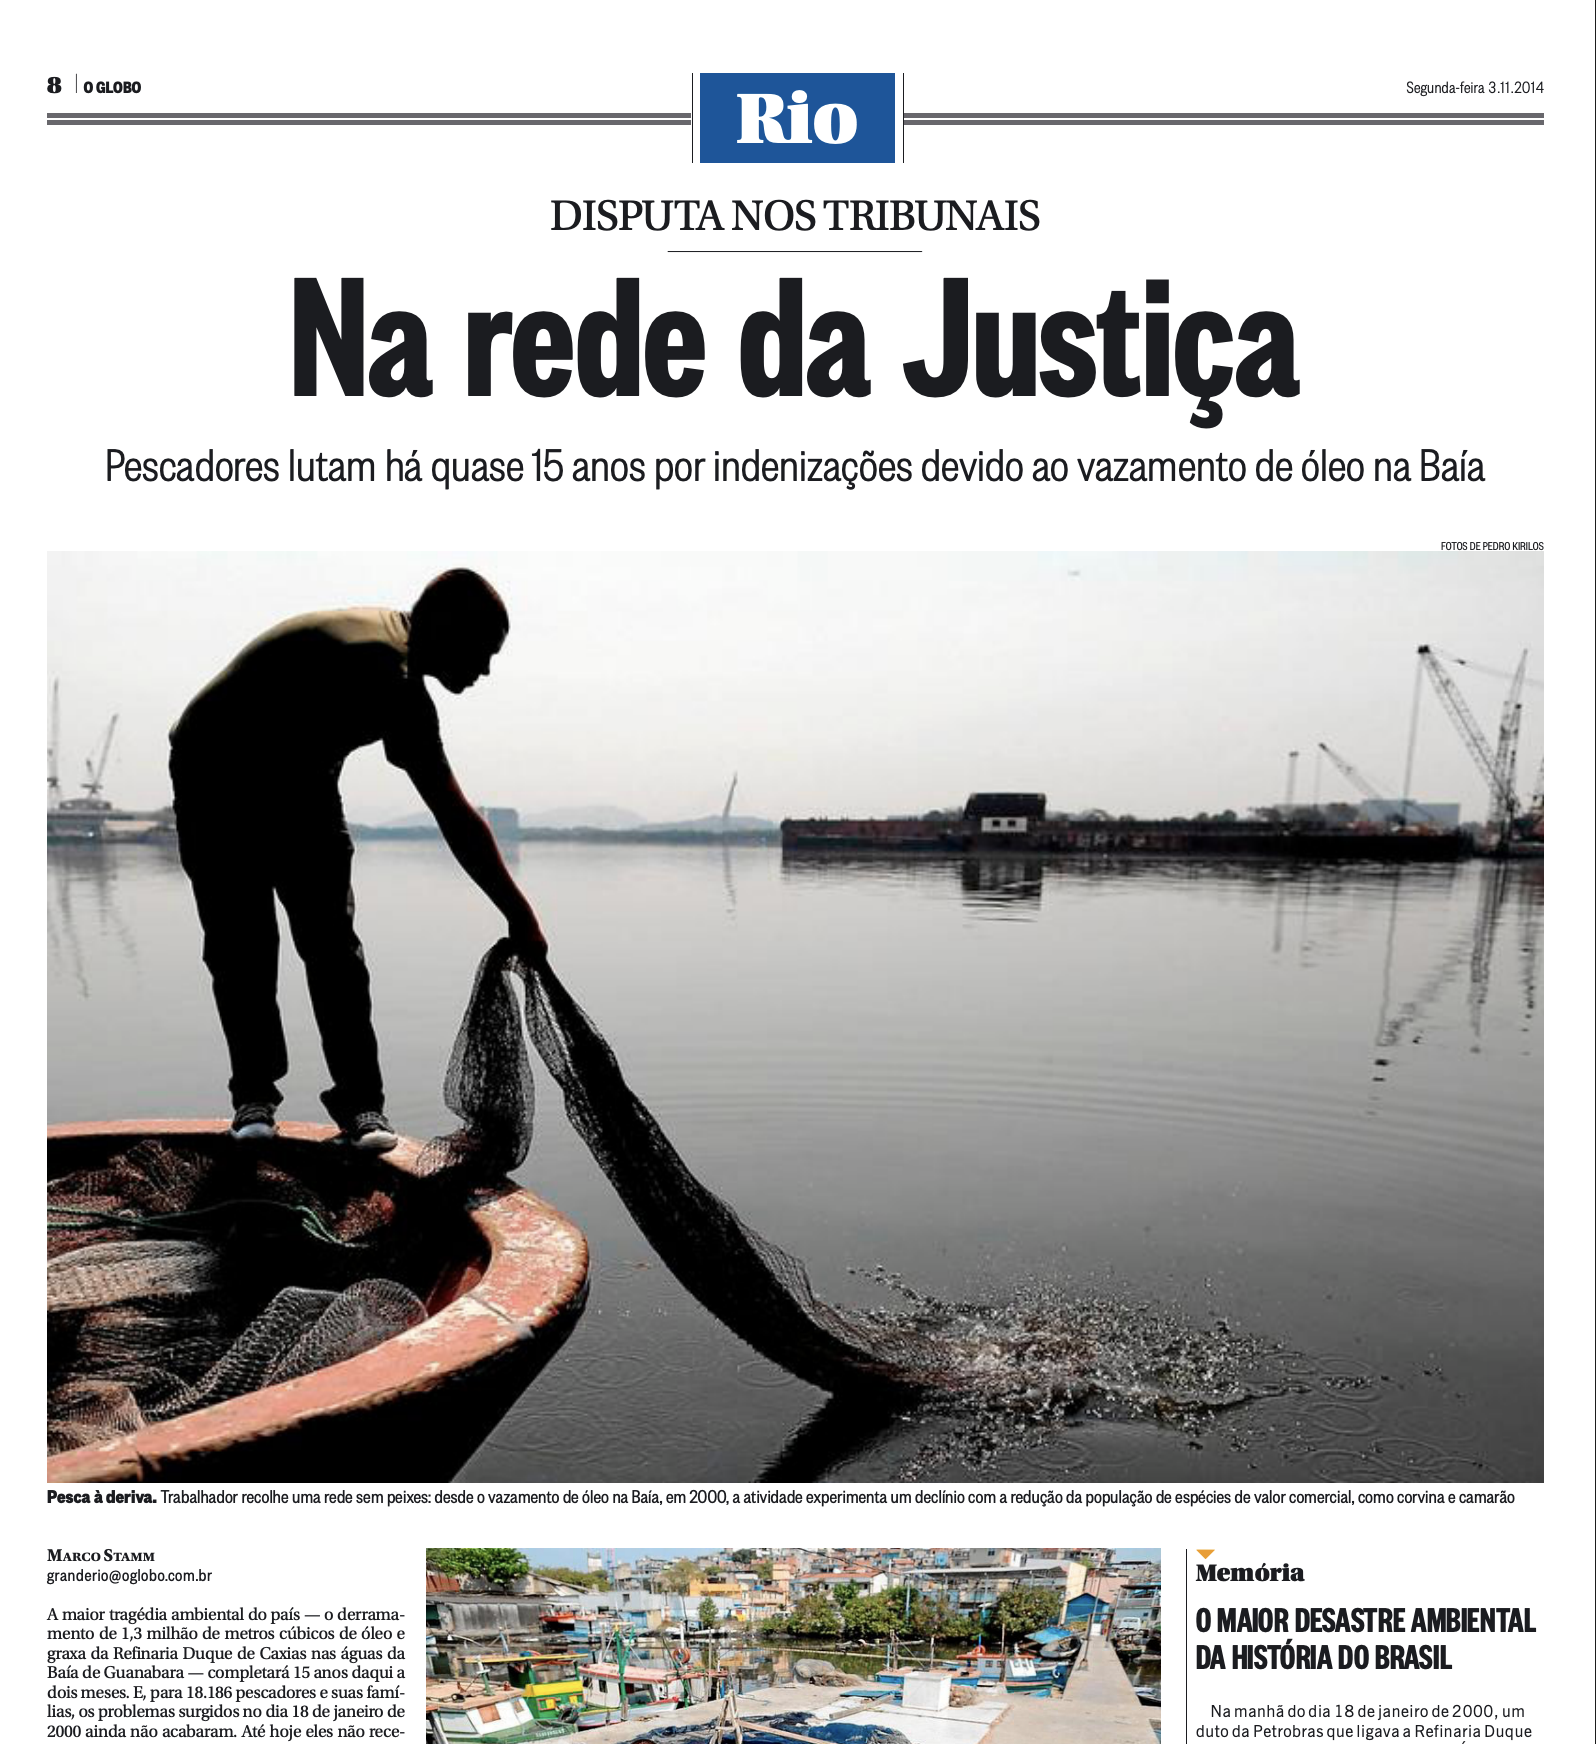 8 O GLOBO
Rio
Segunda-feira 3.11.2014
DISPUTA NOS TRIBUNAIS
Na rede da Justiça
Pescadores lutam há quase 15 anos por indenizações devido ao vazamento de óleo na Baía
FOTOS DE PEDRO KIRILOS
Pesca à deriva. Trabalhador recolhe uma rede sem peixes: desde o vazamento de óleo na Baía, em 2000, a atividade experimenta um declínio com a redução da população de espécies de valor comercial, como corvina e camarão
MARCO STAMM
granderio@oglobo.com.br
A maior tragédia ambiental do país — o derrama-
mento de 1,3 milhão de metros cúbicos de óleo e
graxa da Refinaria Duque de Caxias nas águas da
Baía de Guanabara — completará 15 anos daqui a
dois meses. E, para 18.186 pescadores e suas famí-
lias, os problemas surgidos no dia 18 de janeiro de
2000 ainda não acabaram. Até hoje eles não rece-
Memória
O MAIOR DESASTRE AMBIENTAL
DA HISTÓRIA DO BRASIL
Na manhã do dia 18 de janeiro de 2000, um
duto da Petrobras que ligava a Refinaria Duque